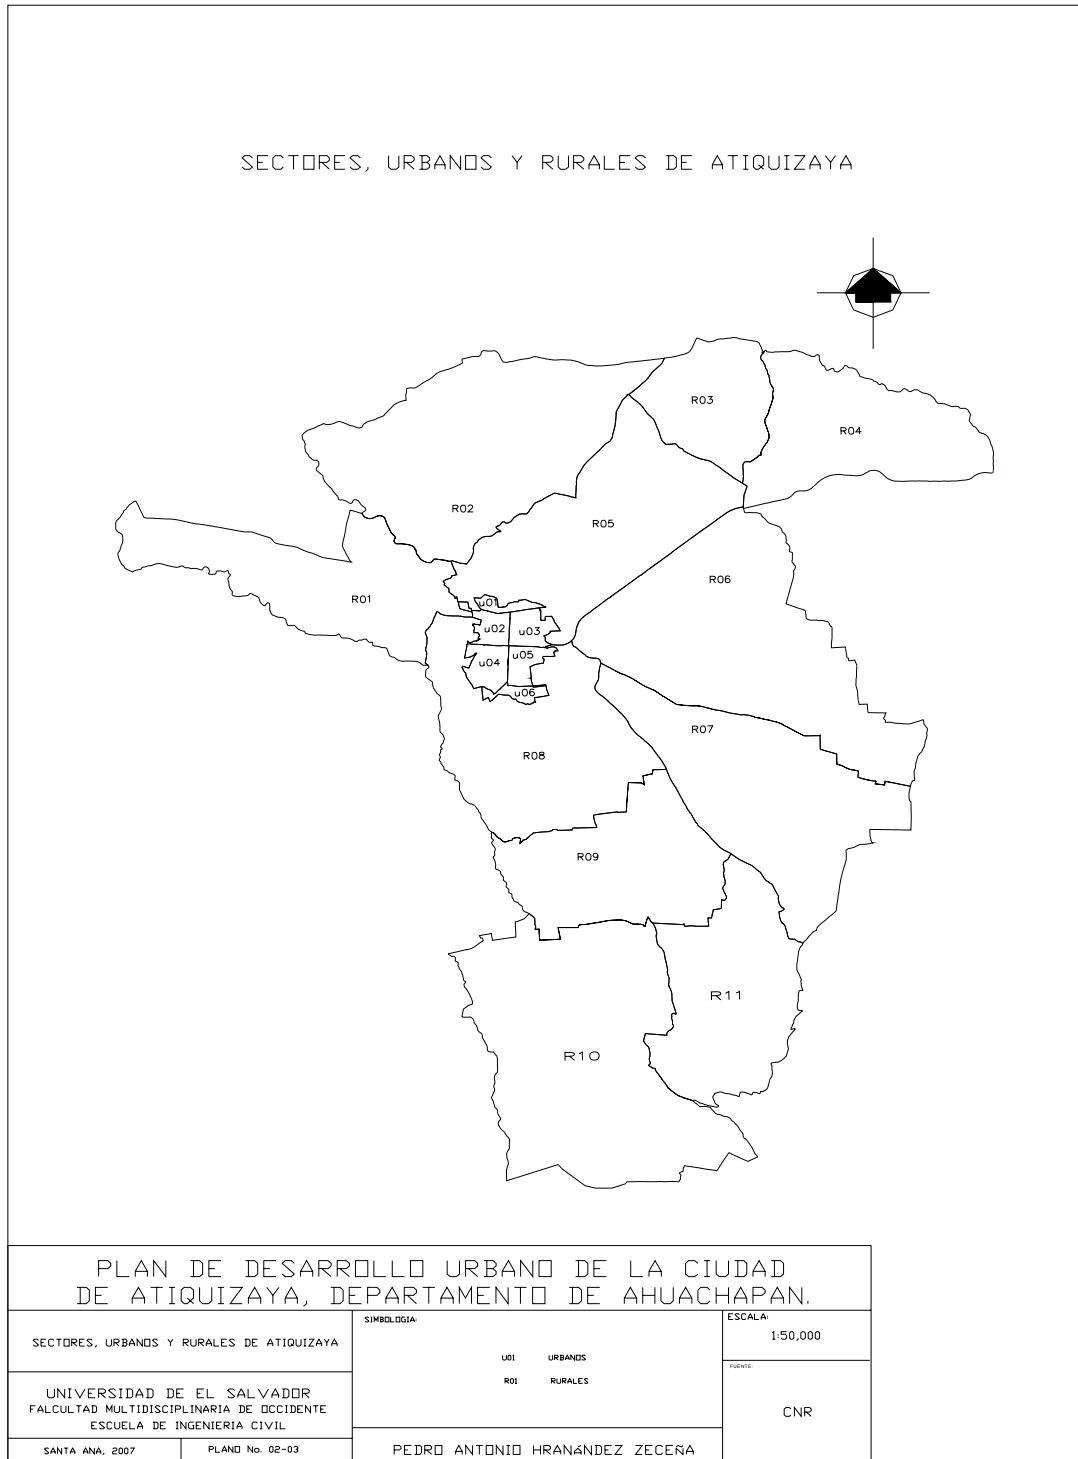 SECTORES, URBANOS Y RURALES DE ATIQUIZAYA
R03
R04
R02
R05
R06
R01
u01
u02
u03
u04
u05
u06
R07
R08
R09
R11
R10
PLAN DE DESARROLLO URBANO DE LA CIUDAD
DE ATIQUIZAYA, DEPARTAMENTO DE AHUACHAPAN.
SECTORES, URBANOS Y RURALES DE ATIQUIZAYA
UNIVERSIDAD DE EL SALVADOR
FALCULTAD MULTIDISCIPLINARIA DE OCCIDENTE
ESCUELA DE INGENIERIA CIVIL
SANTA ANA, 2007
PLANO No. 02-03
SIMBOLOGIA:
U01 URBANOS
R01 RURALES
PEDRO ANTONIO HRANÁNDEZ ZECEÑA
ESCALA:
1:50,000
FUENTE:
CNR